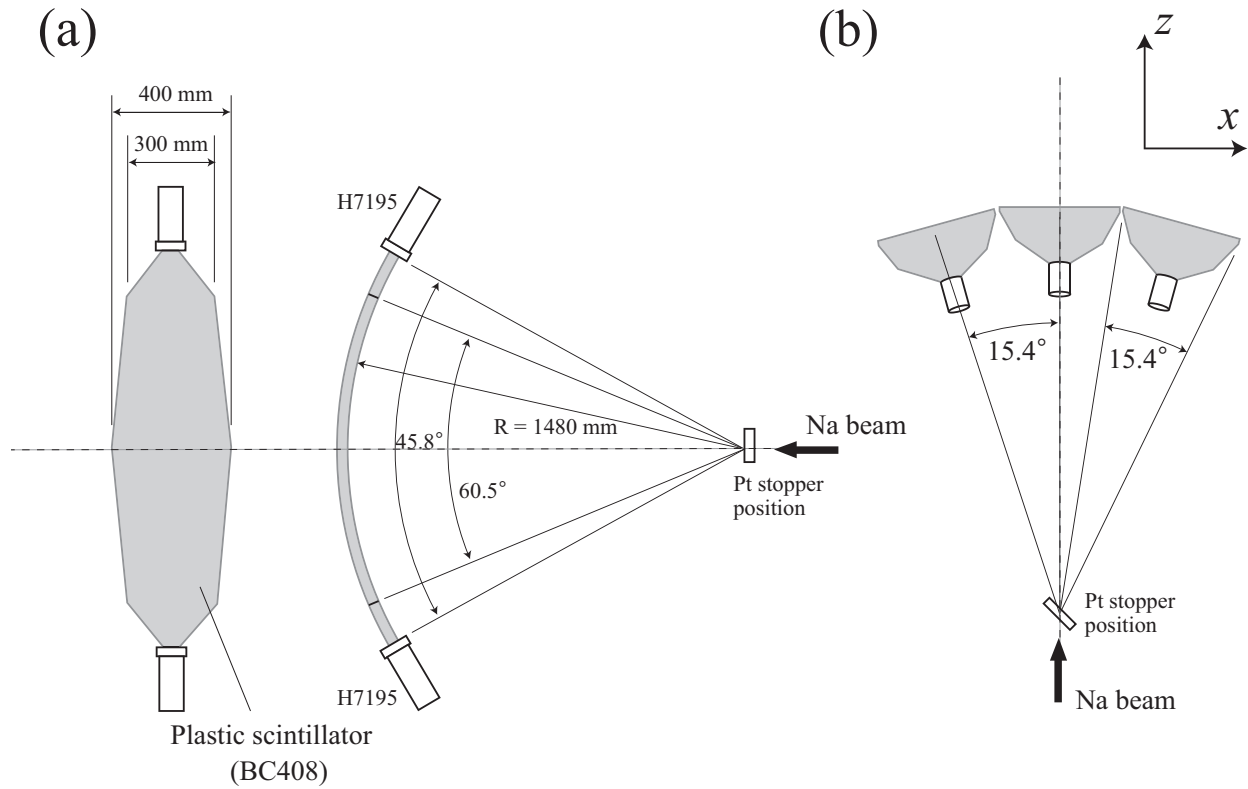 (a)
400 mm
300 mm
H7195
45.8°
R = 1480 mm
60.5°
Na beam
Pt stopper
position
H7195
Plastic scintillator
(BC408)
(b)
z
x
15.4°
15.4°
Pt stopper
position
Na beam